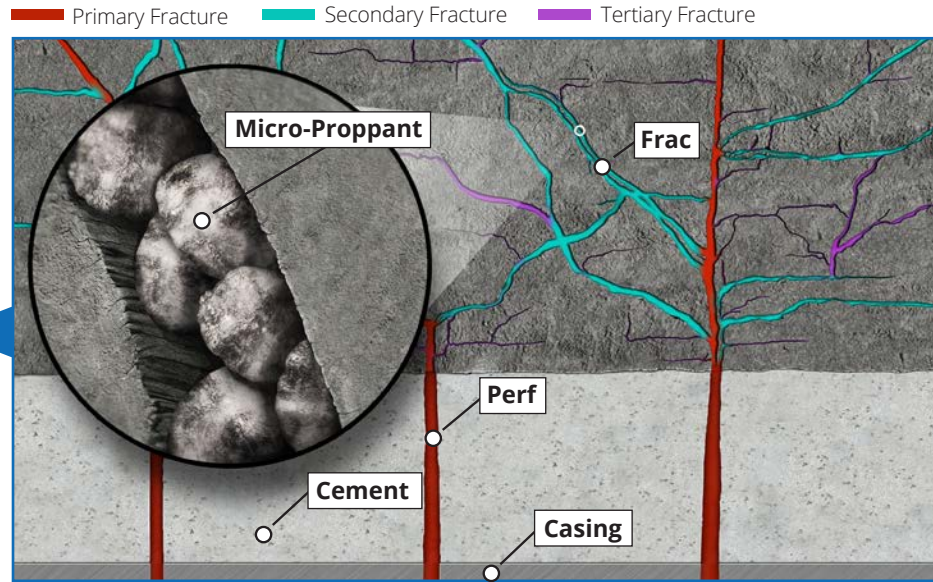 Primary Fracture
Secondary Fracture
Tertiary Fracture
Micro-Proppant
Frac
Perf
Cement
Casing